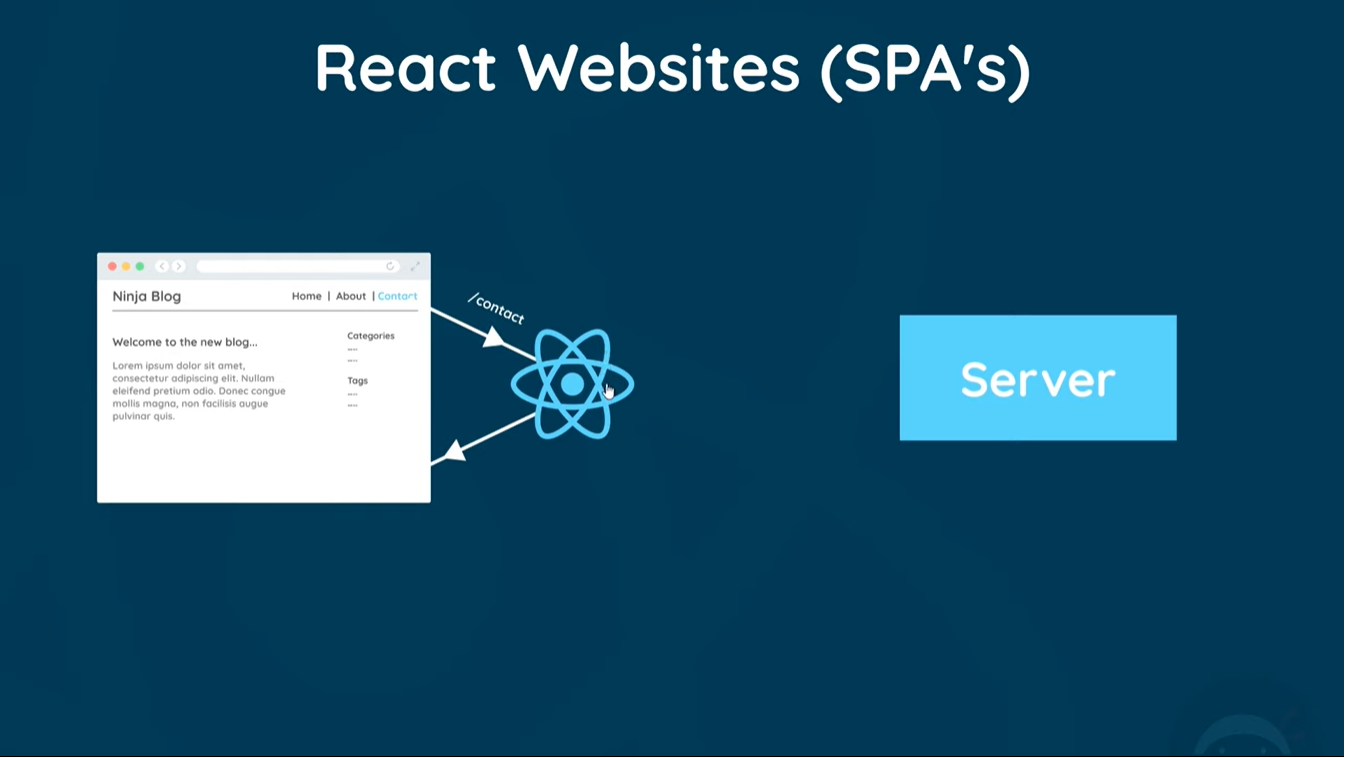 React Websites (SPA's)
Ninja Blog
Home | About | Contact
/contact
Welcome to the new blog...
Lorem ipsum dolor sit amet,
consectetur adipiscing elit. Nullam
eleifend pretium odio. Donec congue
mollis magna, non facilisis augue
pulvinar quis.
Categories
Tags
Server